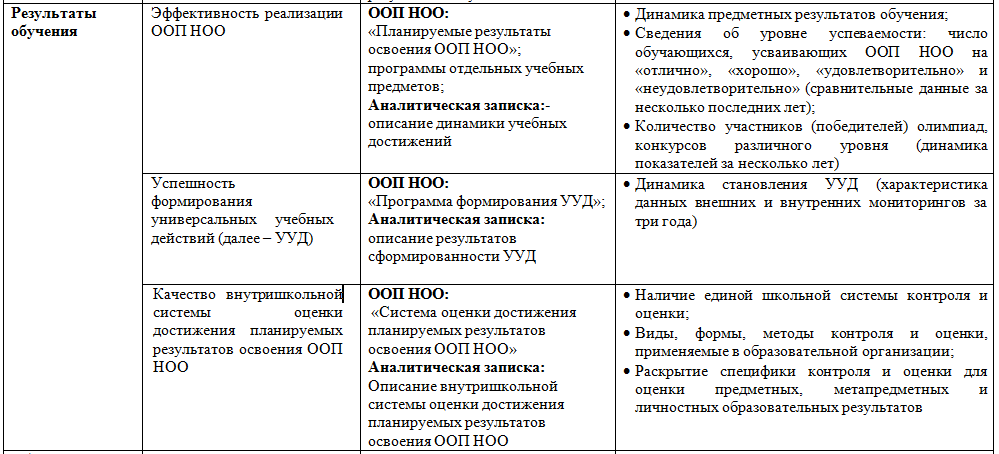 Результаты
обучения
Эффективность реализации
ООП НОО
ООП НОО:
«Планируемые результаты
освоения ООП НОО»;
программы отдельных учебных
предметов;
Аналитическая записка:-
описание динамики учебных
достижений
• Динамика предметных результатов обучения;
• Сведения об уровне успеваемости: число
обучающихся, усваивающих ООП НОО на
«отлично», «хорошо», «удовлетворительно» и
«неудовлетворительно» (сравнительные данные за
несколько последних лет);
• Количество участников (победителей) олимпиад,
конкурсов различного уровня (динамика
показателей за несколько лет)
Успешность
формирования
универсальных учебных
действий (далее – УУД)
ООП НОО:
«Программа формирования УУД»;
Аналитическая записка:
описание результатов
сформированности УУД
• Динамика становления УУД (характеристика
данных внешних и внутренних мониторингов за
три года)
Качество внутришкольной
системы оценки
достижения планируемых
результатов освоения ООП
НОО
ООП НОО:
«Система оценки достижения
планируемых результатов
освоения ООП НОО»
Аналитическая записка:
Описание внутришкольной
системы оценки достижения
планируемых результатов
освоения ООП НОО
• Наличие единой школьной системы контроля и
оценки;
• Виды, формы, методы контроля и оценки,
применяемые в образовательной организации;
• Раскрытие специфики контроля и оценки для
оценки предметных, метапредметных и
личностных образовательных результатов